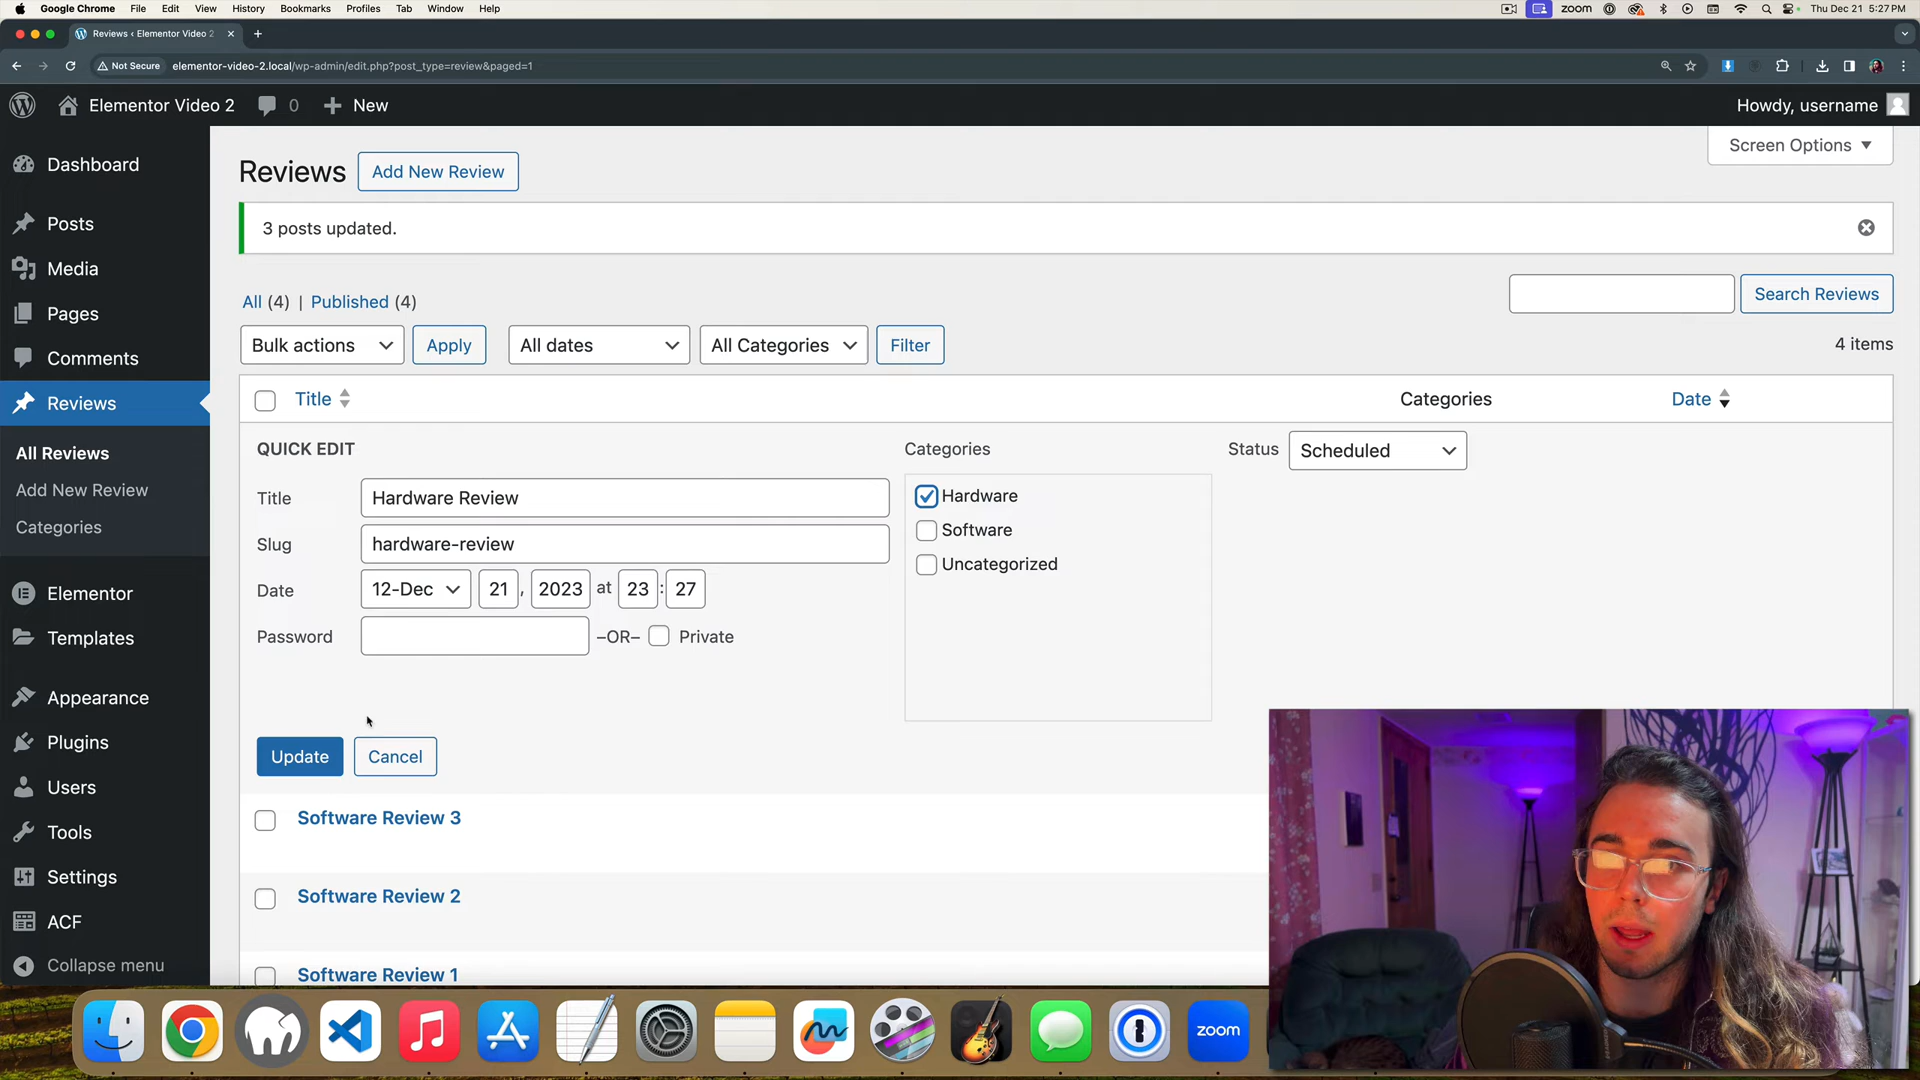 Google Chrome File Edit View History Bookmarks Profiles Tab Window Help zoom Thu Dec 21 5:27 PM
Reviews ‹ Elementor Video 2
Not Secure elementor-video-2.local/wp-admin/edit.php?post_type=review&paged=1
Elementor Video 2 0 New Howdy, username
Screen Options
Dashboard
Posts
Media
Pages
Comments
Reviews
All Reviews
Add New Review
Categories
Elementor
Templates
Appearance
Plugins
Users
Tools
Settings
ACF
Collapse menu
Reviews Add New Review
3 posts updated.
All (4) | Published (4)
Search Reviews
Bulk actions Apply All dates All Categories Filter 4 items
Title Categories Date
QUICK EDIT Categories Status Scheduled
Title Hardware Review
Slug hardware-review
Date 12-Dec 21 , 2023 at 23 : 27
Password –OR– Private
Hardware
Software
Uncategorized
Update Cancel
Software Review 3
Software Review 2
Software Review 1
zoom